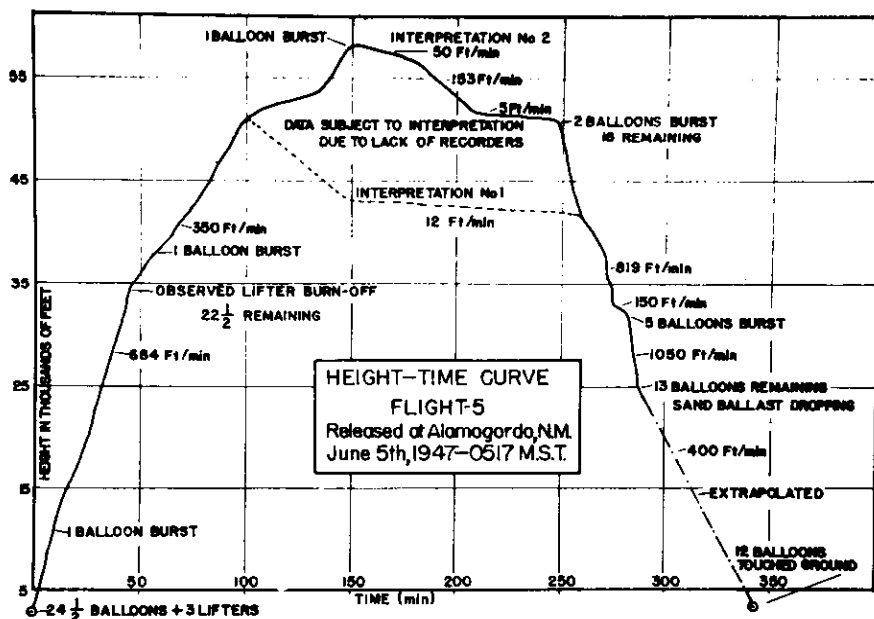 1 BALLOON BURST
INTERPRETATION No 2
50 Ft/min
153 Ft/min
5 Ft/min
DATA SUBJECT TO INTERPRETATION
DUE TO LACK OF RECORDERS
2 BALLOONS BURST
18 REMAINING
INTERPRETATION No 1
12 Ft/min
350 Ft/min
1 BALLOON BURST
OBSERVED LIFTER BURN-OFF
22 1/2 REMAINING
684 Ft/min
819 Ft/min
150 Ft/min
5 BALLOONS BURST
1050 Ft/min
13 BALLOONS REMAINING
SAND BALLAST DROPPING
HEIGHT-TIME CURVE
FLIGHT-5
Released at Alamogordo, N.M.
June 5th, 1947-0517 M.S.T.
400 Ft/min
EXTRAPOLATED
1 BALLOON BURST
12 BALLOONS
TOUCHED GROUND
24 1/2 BALLOONS + 3 LIFTERS
HEIGHT IN THOUSANDS OF FEET
55
45
35
25
15
5
50
100
150
200
250
300
350
TIME (min)